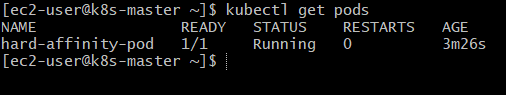 [ec2-user@k8s-master ~]$ kubectl get pods
NAME                READY   STATUS    RESTARTS   AGE
hard-affinity-pod   1/1     Running   0          3m26s
[ec2-user@k8s-master ~]$